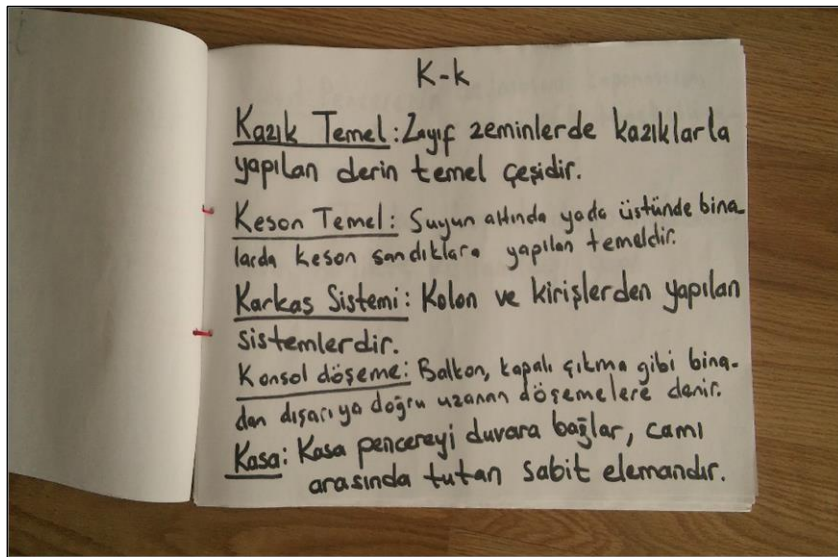 K-k
Kazık Temel: Zayıf zeminlerde kazıklarla
yapılan derin temel çeşidir.
Keson Temel: Suyun altında yada üstünde bina-
larda keson sandıklara yapılan temeldir.
Karkas Sistemi: Kolon ve kirişlerden yapılan
sistemlerdir.
Konsol döşeme: Balkon, kapalı çıkma gibi bina-
dan dışarıya doğru uzanan döşemelere denir.
Kasa: Kasa pencereyi duvara bağlar, camı
arasında tutan sabit elemandır.